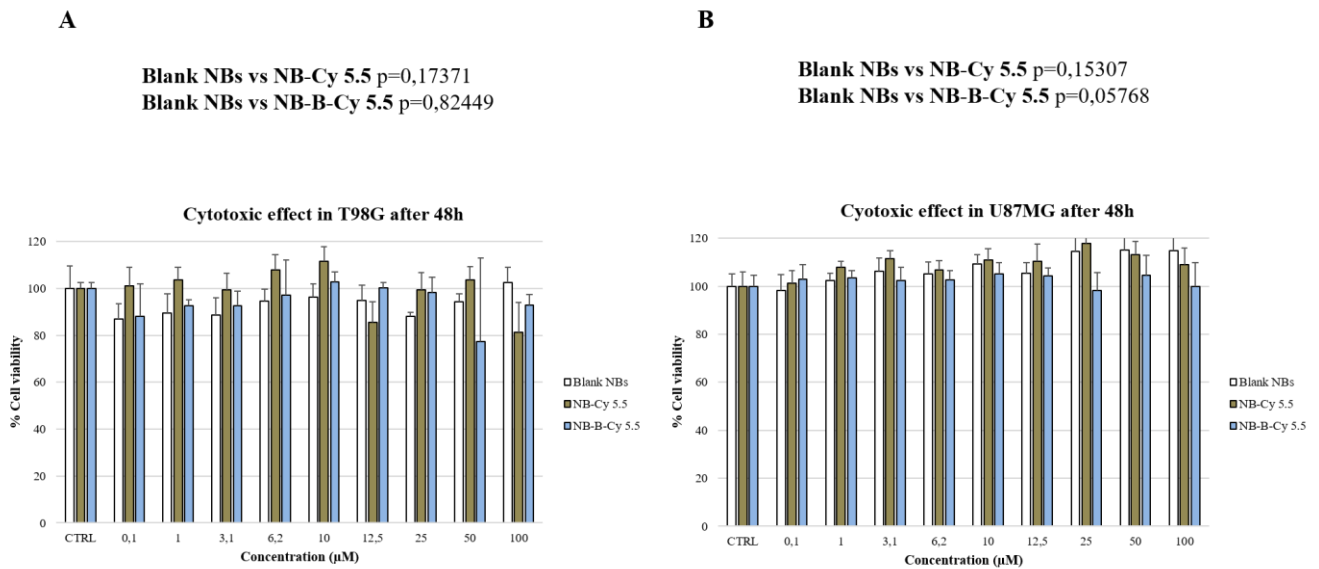 A
Blank NBs vs NB-Cy 5.5 p=0,17371
Blank NBs vs NB-B-Cy 5.5 p=0,82449
Cytotoxic effect in T98G after 48h
% Cell viability
120
100
80
60
40
20
0
CTRL 0,1 1 3,1 6,2 10 12,5 25 50 100
Concentration (µM)
Blank NBs
NB-Cy 5.5
NB-B-Cy 5.5
B
Blank NBs vs NB-Cy 5.5 p=0,15307
Blank NBs vs NB-B-Cy 5.5 p=0,05768
Cyotoxic effect in U87MG after 48h
% Cell viability
120
100
80
60
40
20
0
CTRL 0,1 1 3,1 6,2 10 12,5 25 50 100
Concentration (µM)
Blank NBs
NB-Cy 5.5
NB-B-Cy 5.5